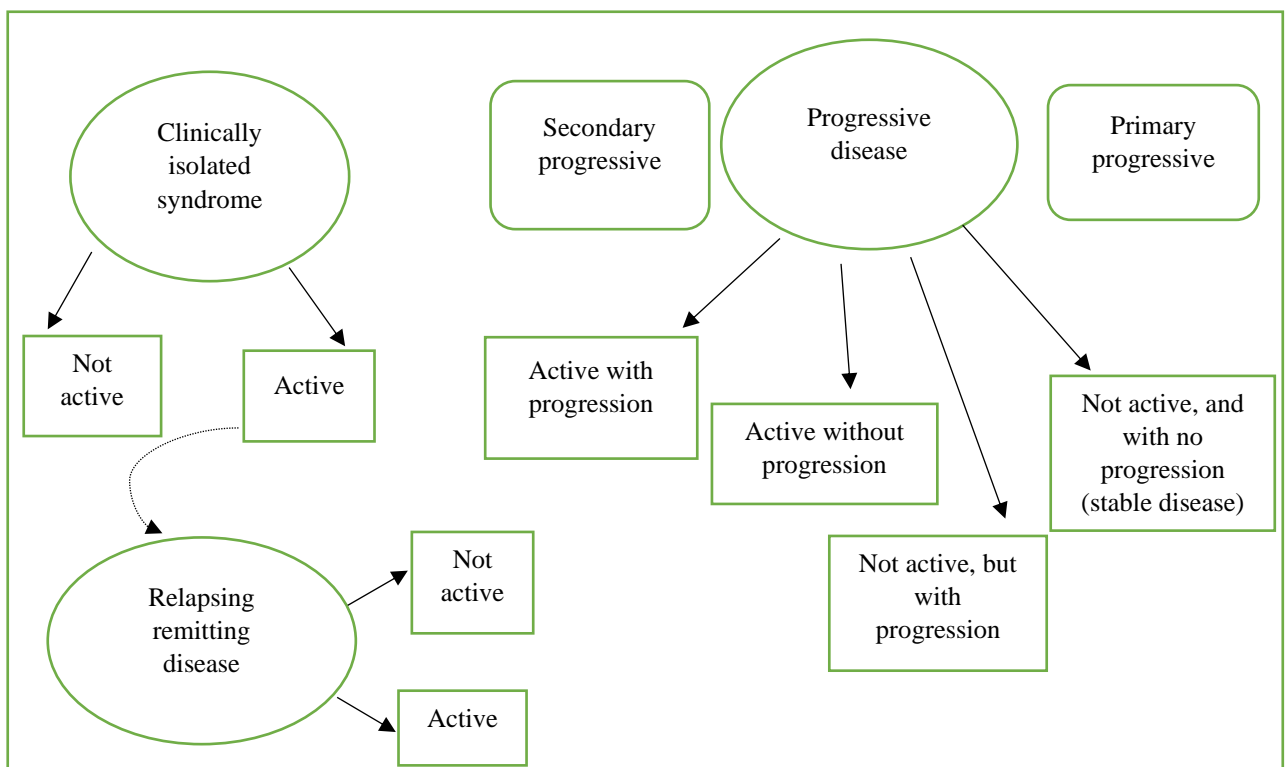 Clinically
isolated
syndrome
Not
active
Active
Relapsing
remitting
disease
Not
active
Active
Secondary
progressive
Progressive
disease
Primary
progressive
Active with
progression
Active without
progression
Not active, but
with
progression
Not active, and
with no
progression
(stable disease)